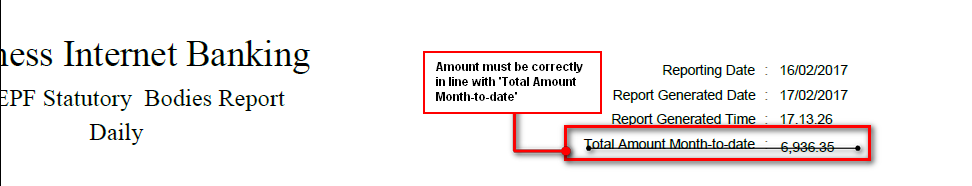 ness Internet Banking
EPF Statutory Bodies Report
Daily
Amount must be correctly
in line with 'Total Amount
Month-to-date'
Reporting Date : 16/02/2017
Report Generated Date : 17/02/2017
Report Generated Time : 17.13.26
Total Amount Month-to-date : 6,936.35